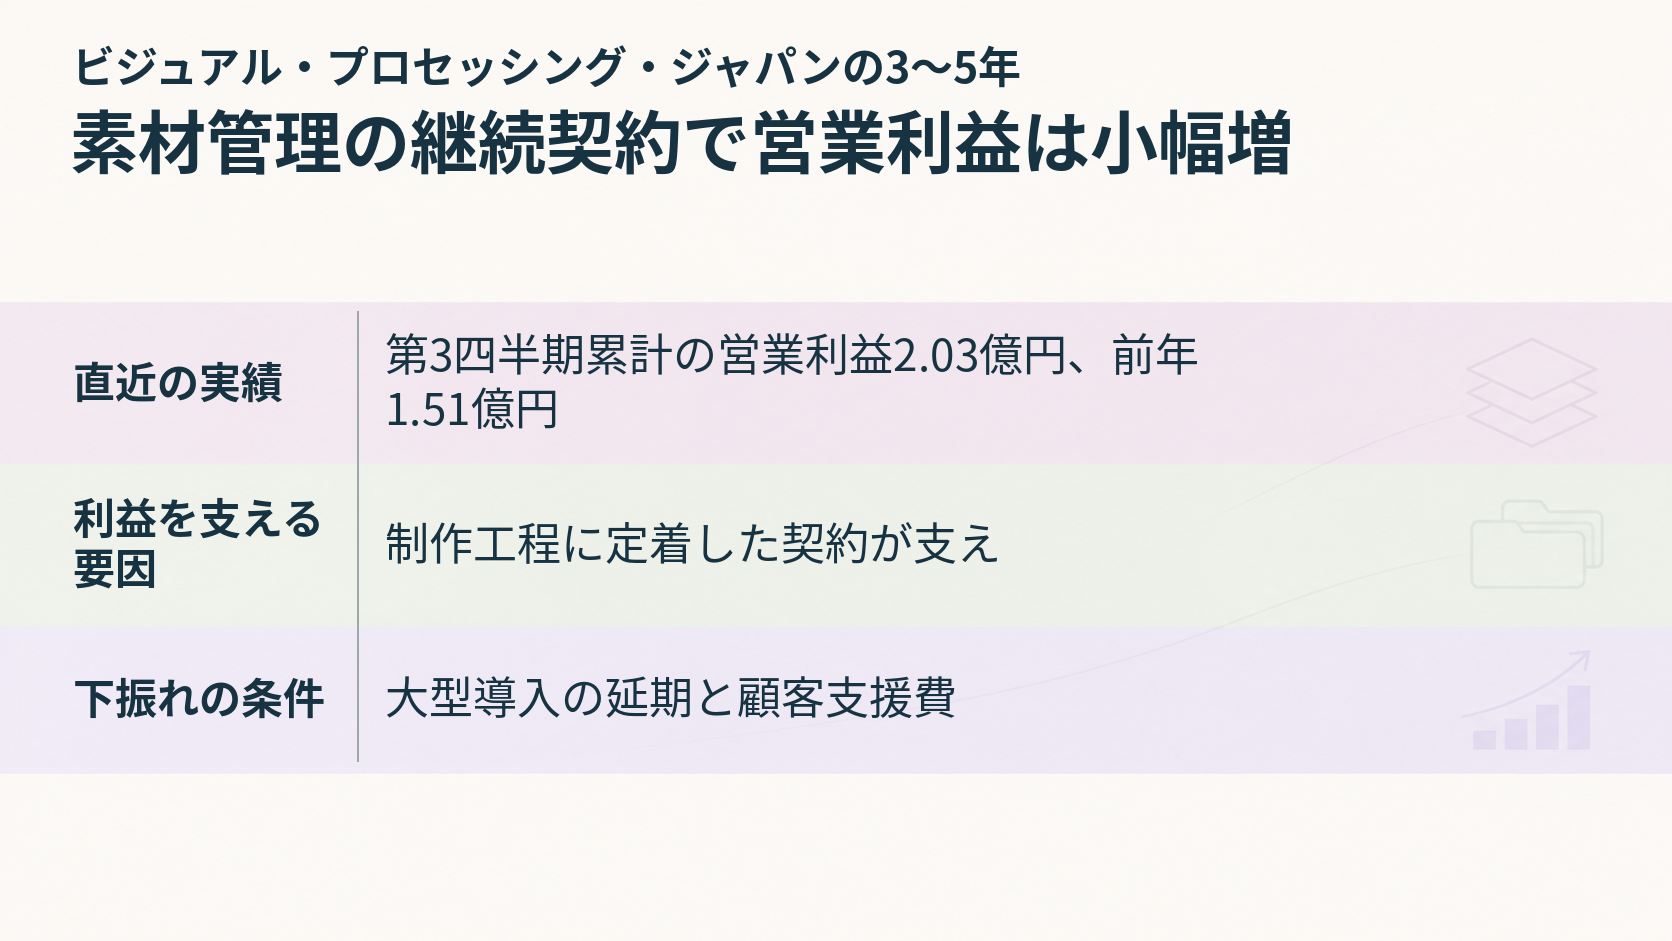 ビジュアル・プロセッシング・ジャパンの3〜5年
素材管理の継続契約で営業利益は小幅増
直近の実績
第3四半期累計の営業利益2.03億円、前年
1.51億円
利益を支える
要因
制作工程に定着した契約が支え
下振れの条件
大型導入の延期と顧客支援費